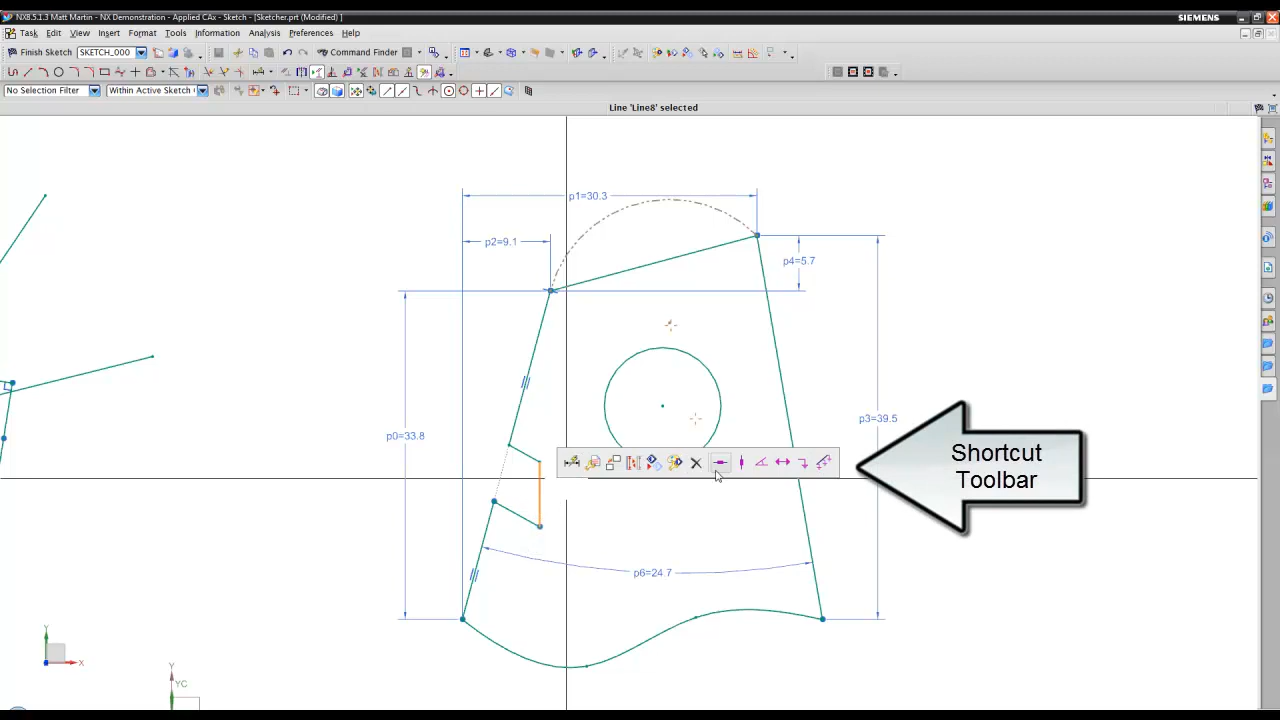 NX8.5.1.3 Matt Martin - NX Demonstration - Applied CAx - Sketch - [Sketcher.prt (Modified) ]
SIEMENS
Task Edit View Insert Format Tools Information Analysis Preferences Help
Finish Sketch SKETCH_000 Command Finder
No Selection Filter Within Active Sketch
Line 'Line8' selected
p1=30.3
p2=9.1
p4=5.7
p3=39.5
p0=33.8
Shortcut
Toolbar
p6=24.7
Y
X
Y
YC